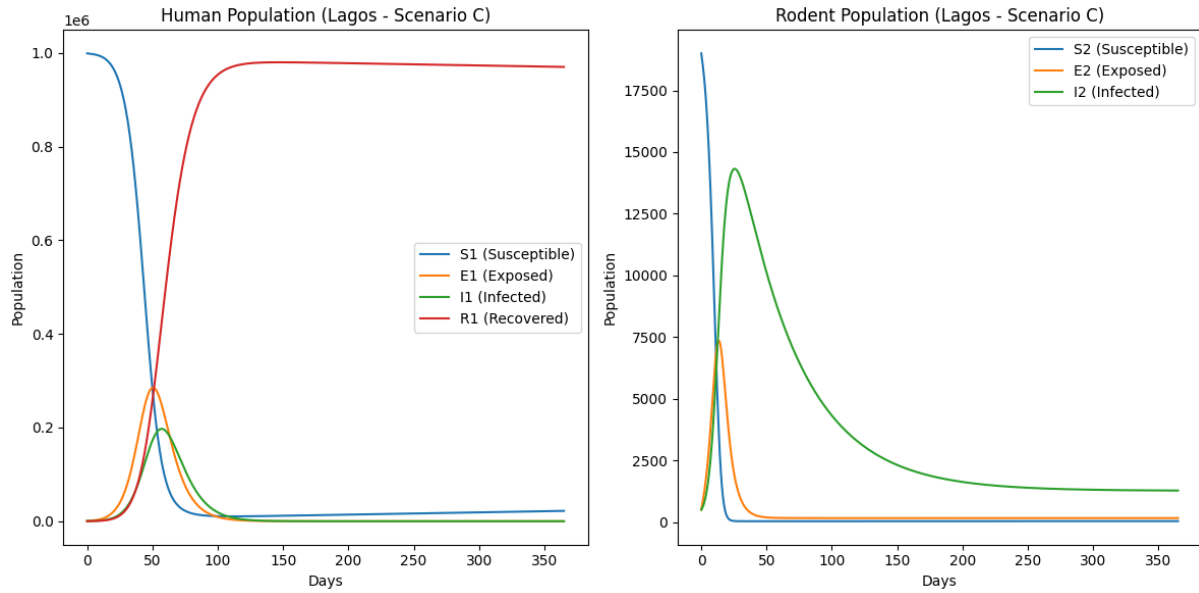 Human Population (Lagos - Scenario C)
1e6
1.0
0.8
0.6
0.4
0.2
0.0
Population
S1 (Susceptible)
E1 (Exposed)
I1 (Infected)
R1 (Recovered)
0 50 100 150 200 250 300 350
Days
Rodent Population (Lagos - Scenario C)
S2 (Susceptible)
E2 (Exposed)
I2 (Infected)
17500
15000
12500
10000
7500
5000
2500
0
Population
0 50 100 150 200 250 300 350
Days